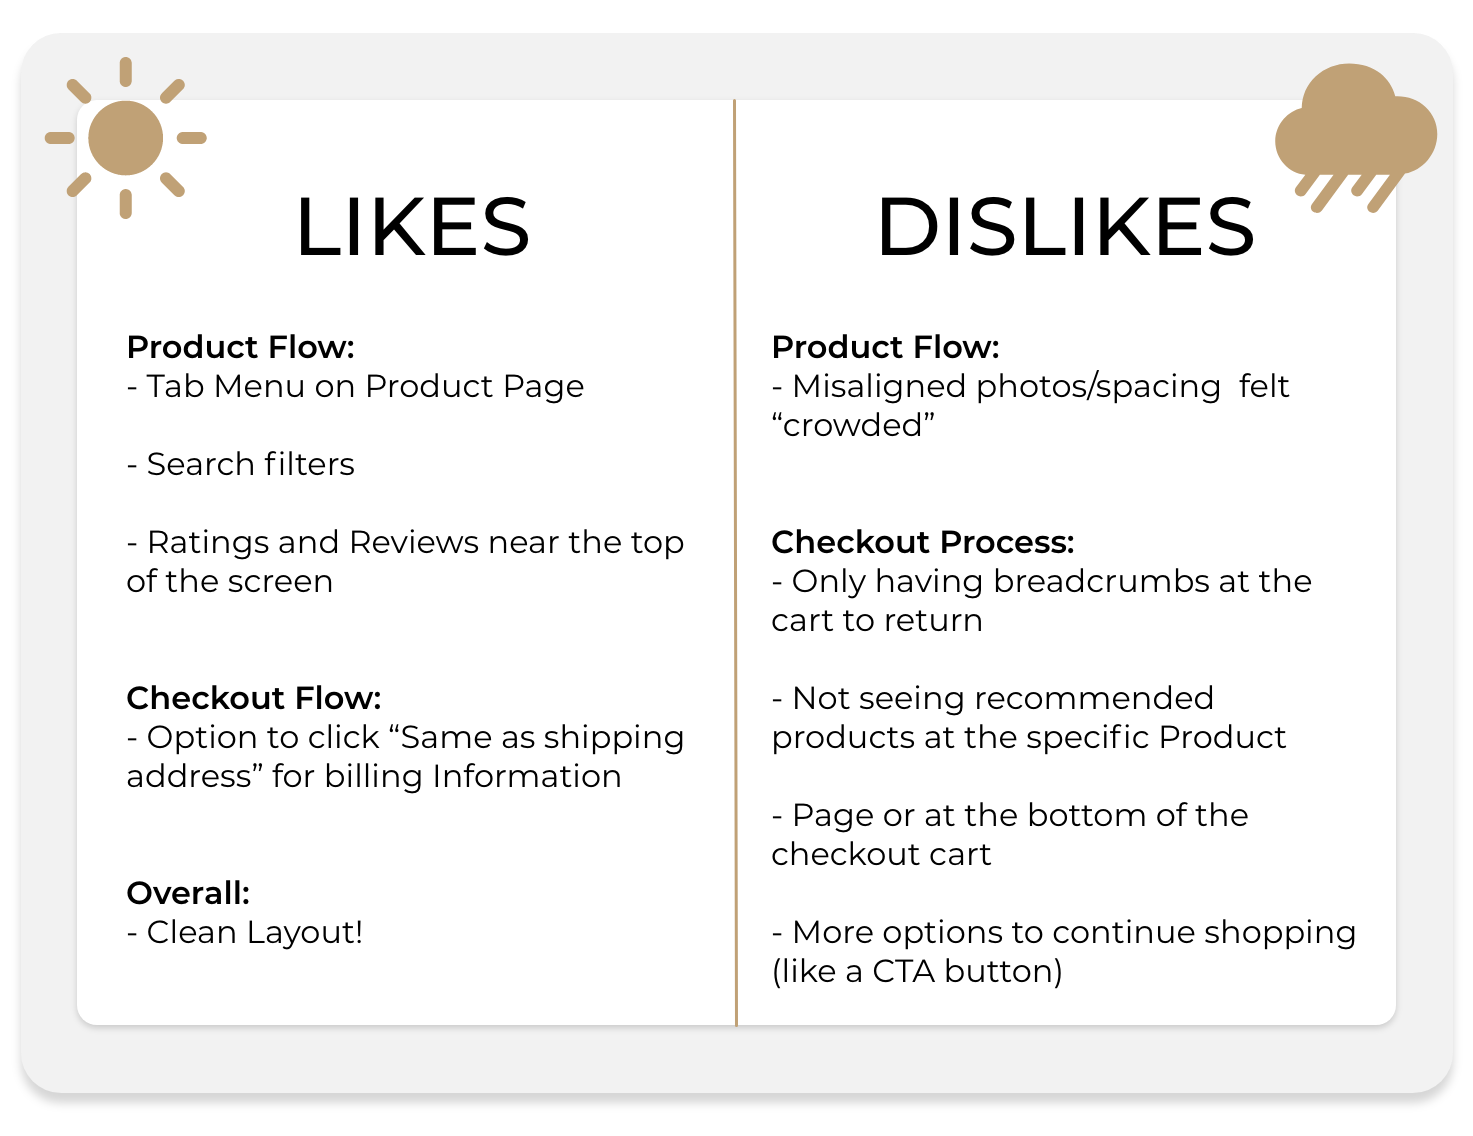 LIKES
Product Flow:
- Tab Menu on Product Page
- Search filters
- Ratings and Reviews near the top
of the screen
Checkout Flow:
- Option to click “Same as shipping
address” for billing Information
Overall:
- Clean Layout!
DISLIKES
Product Flow:
- Misaligned photos/spacing  felt
“crowded”
Checkout Process:
- Only having breadcrumbs at the
cart to return
- Not seeing recommended
products at the specific Product
- Page or at the bottom of the
checkout cart
- More options to continue shopping
(like a CTA button)